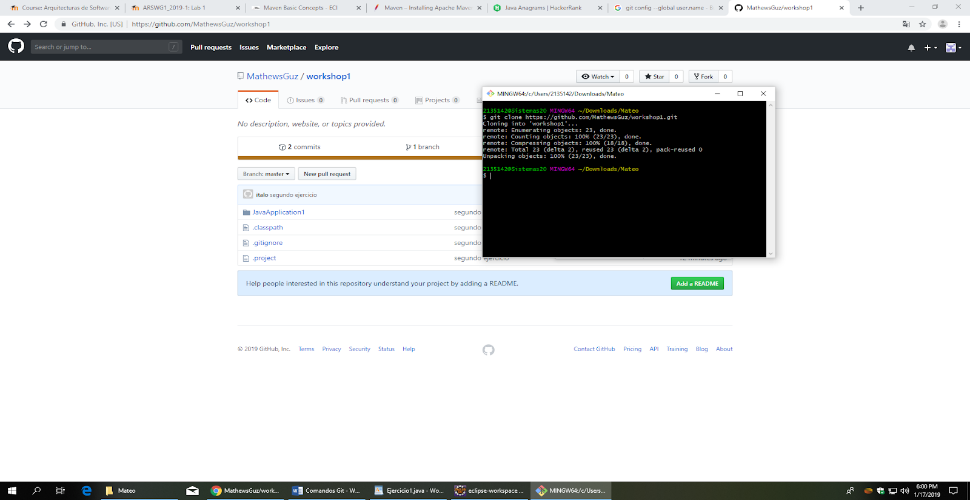 Course: Arquitecturas de Softw
ARSWG1_2019-1: Lab 1
Maven Basic Concepts - ECI
Maven – Installing Apache Mave
Java Anagrams | HackerRank
git config --global user.name - B
MathewsGuz/workshop1
GitHub, Inc. [US] | https://github.com/MathewsGuz/workshop1
Search or jump to...
/
Pull requests Issues Marketplace Explore
MathewsGuz / workshop1
Watch 0 Star 0 Fork 0
Code Issues 0 Pull requests 0 Projects 0
No description, website, or topics provided.
2 commits 1 branch
Branch: master New pull request
italo segundo ejercicio
JavaApplication1 segundo
.classpath segundo
.gitignore segundo
.project segundo ejercicio
Help people interested in this repository understand your project by adding a README. Add a README
MINGW64:/c/Users/2135142/Downloads/Mateo
2135142@Sistemas20 MINGW64 ~/Downloads/Mateo
$ git clone https://github.com/MathewsGuz/workshop1.git
Cloning into 'workshop1'...
remote: Enumerating objects: 23, done.
remote: Counting objects: 100% (23/23), done.
remote: Compressing objects: 100% (18/18), done.
remote: Total 23 (delta 2), reused 23 (delta 2), pack-reused 0
Unpacking objects: 100% (23/23), done.
2135142@Sistemas20 MINGW64 ~/Downloads/Mateo
$
© 2019 GitHub, Inc. Terms Privacy Security Status Help
Contact GitHub Pricing API Training Blog About
Mateo
MathewsGuz/work...
Comandos Git - W...
Ejercicio1.java - Wo...
eclipse-workspace ...
MINGW64:/c/Users...
6:00 PM
1/17/2019